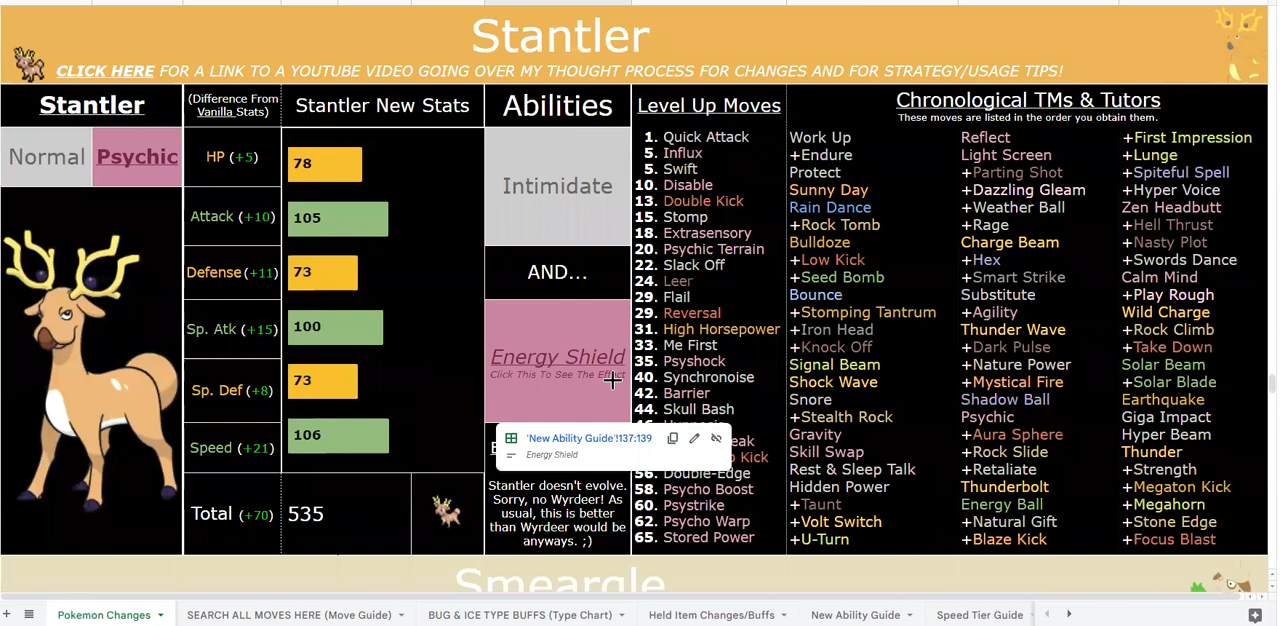 Stantler
CLICK HERE FOR A LINK TO A YOUTUBE VIDEO GOING OVER MY THOUGHT PROCESS FOR CHANGES AND FOR STRATEGY/USAGE TIPS!
Stantler
(Difference From
Vanilla Stats)
Stantler New Stats
Abilities
Level Up Moves
Chronological TMs & Tutors
These moves are listed in the order you obtain them.
Normal
Psychic
HP (+5)
78
Attack (+10)
105
Defense (+11)
73
Sp. Atk (+15)
100
Sp. Def (+8)
73
Speed (+21)
106
Total (+70)
535
Intimidate
AND...
Energy Shield
Click This To See The Effect
'New Ability Guide'!137:139
Energy Shield
Stantler doesn't evolve.
Sorry, no Wyrdeer! As
usual, this is better
than Wyrdeer would be
anyways. ;)
1. Quick Attack
5. Influx
5. Swift
10. Disable
13. Double Kick
15. Stomp
18. Extrasensory
20. Psychic Terrain
22. Slack Off
24. Leer
29. Flail
29. Reversal
31. High Horsepower
33. Me First
35. Psyshock
40. Synchronoise
42. Barrier
44. Skull Bash
eak
Kick
56. Double-Edge
58. Psycho Boost
60. Psystrike
62. Psycho Warp
65. Stored Power
Work Up
+Endure
Protect
Sunny Day
Rain Dance
+Rock Tomb
Bulldoze
+Low Kick
+Seed Bomb
Bounce
+Stomping Tantrum
+Iron Head
+Knock Off
Signal Beam
Shock Wave
Snore
+Stealth Rock
Gravity
Skill Swap
Rest & Sleep Talk
Hidden Power
+Taunt
+Volt Switch
+U-Turn
Reflect
Light Screen
+Parting Shot
+Dazzling Gleam
+Weather Ball
+Rage
Charge Beam
+Hex
+Smart Strike
Substitute
+Agility
Thunder Wave
+Dark Pulse
+Nature Power
+Mystical Fire
Shadow Ball
Psychic
+Aura Sphere
+Rock Slide
+Retaliate
Thunderbolt
Energy Ball
+Natural Gift
+Blaze Kick
+First Impression
+Lunge
+Spiteful Spell
+Hyper Voice
Zen Headbutt
+Hell Thrust
+Nasty Plot
+Swords Dance
Calm Mind
+Play Rough
Wild Charge
+Rock Climb
+Take Down
Solar Beam
+Solar Blade
Earthquake
Giga Impact
Hyper Beam
Thunder
+Strength
+Megaton Kick
+Megahorn
+Stone Edge
+Focus Blast
Smeargle
Pokemon Changes
SEARCH ALL MOVES HERE (Move Guide)
BUG & ICE TYPE BUFFS (Type Chart)
Held Item Changes/Buffs
New Ability Guide
Speed Tier Guide